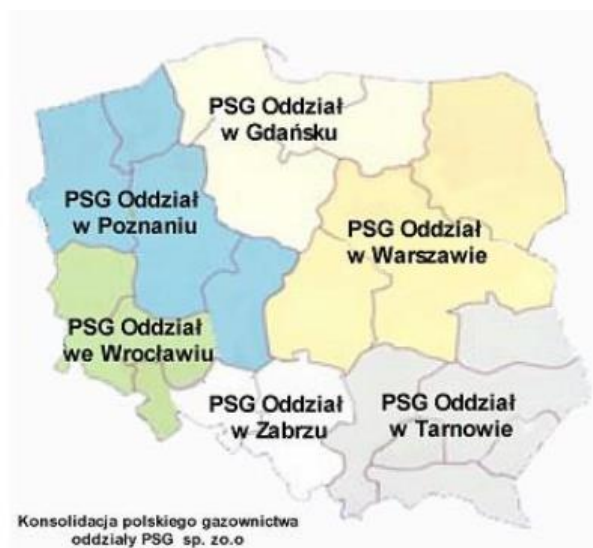 PSG Oddział
w Gdańsku
PSG Oddział
w Poznaniu
PSG Oddział
w Warszawie
PSG Oddział
we Wrocławiu
PSG Oddział
w Zabrzu
PSG Oddział
w Tarnowie
Konsolidacja polskiego gazownictwa
oddziały PSG sp. zo.o